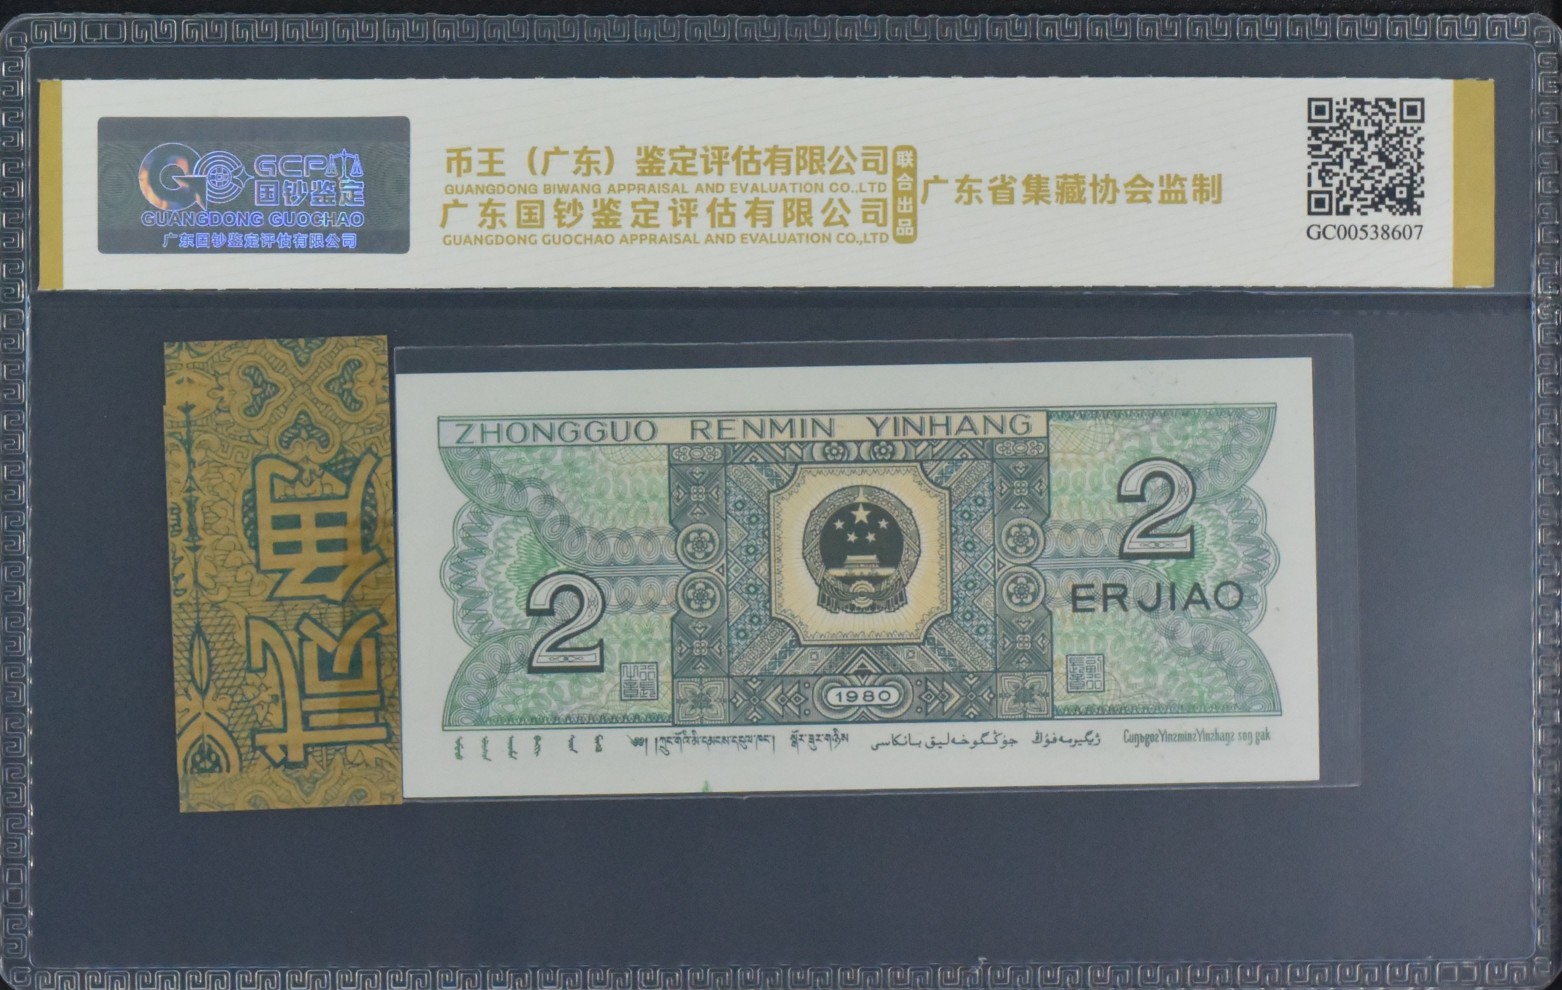 GCP
国钞鉴定
GUANGDONG GUOCHAO
广东国钞鉴定评估有限公司
币王（广东）鉴定评估有限公司
GUANGDONG BIWANG APPRAISAL AND EVALUATION CO.,LTD
广东国钞鉴定评估有限公司
GUANGDONG GUOCHAO APPRAISAL AND EVALUATION CO.,LTD
联合出品
广东省集藏协会监制
GC00538607
ZHONGGUO RENMIN YINHANG
2
2
ERJIAO
1980